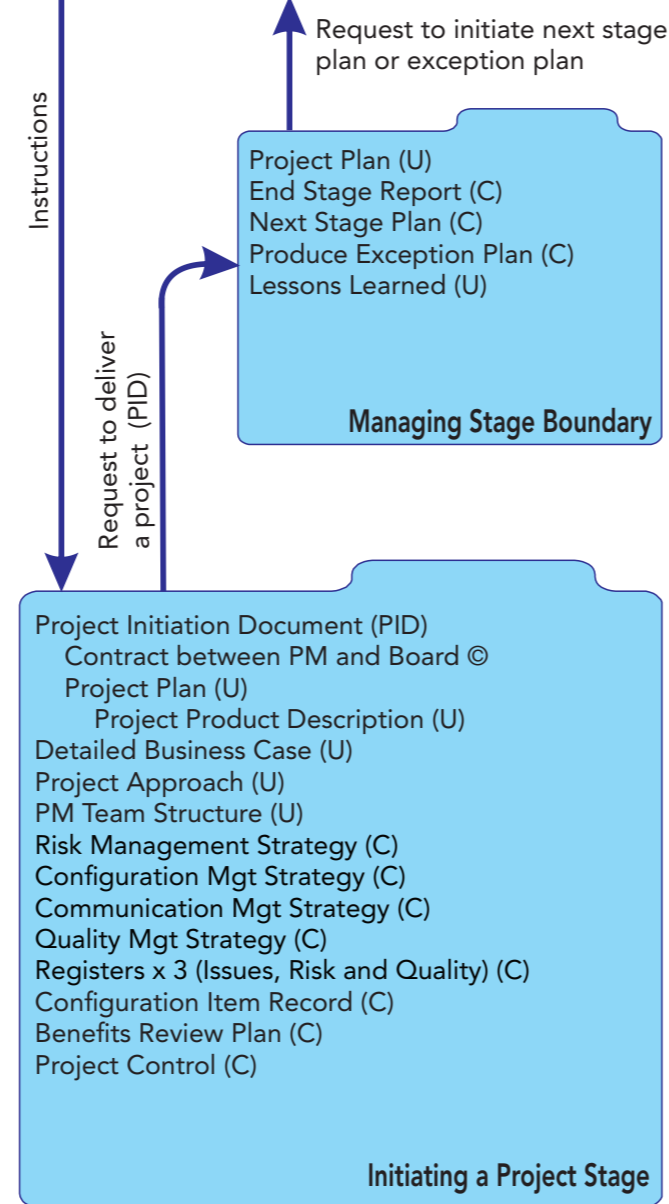 Request to initiate next stage
plan or exception plan
Instructions
Project Plan (U)
End Stage Report (C)
Next Stage Plan (C)
Produce Exception Plan (C)
Lessons Learned (U)
Managing Stage Boundary
Request to deliver
a project (PID)
Project Initiation Document (PID)
Contract between PM and Board ©
Project Plan (U)
Project Product Description (U)
Detailed Business Case (U)
Project Approach (U)
PM Team Structure (U)
Risk Management Strategy (C)
Configuration Mgt Strategy (C)
Communication Mgt Strategy (C)
Quality Mgt Strategy (C)
Registers x 3 (Issues, Risk and Quality) (C)
Configuration Item Record (C)
Benefits Review Plan (C)
Project Control (C)
Initiating a Project Stage